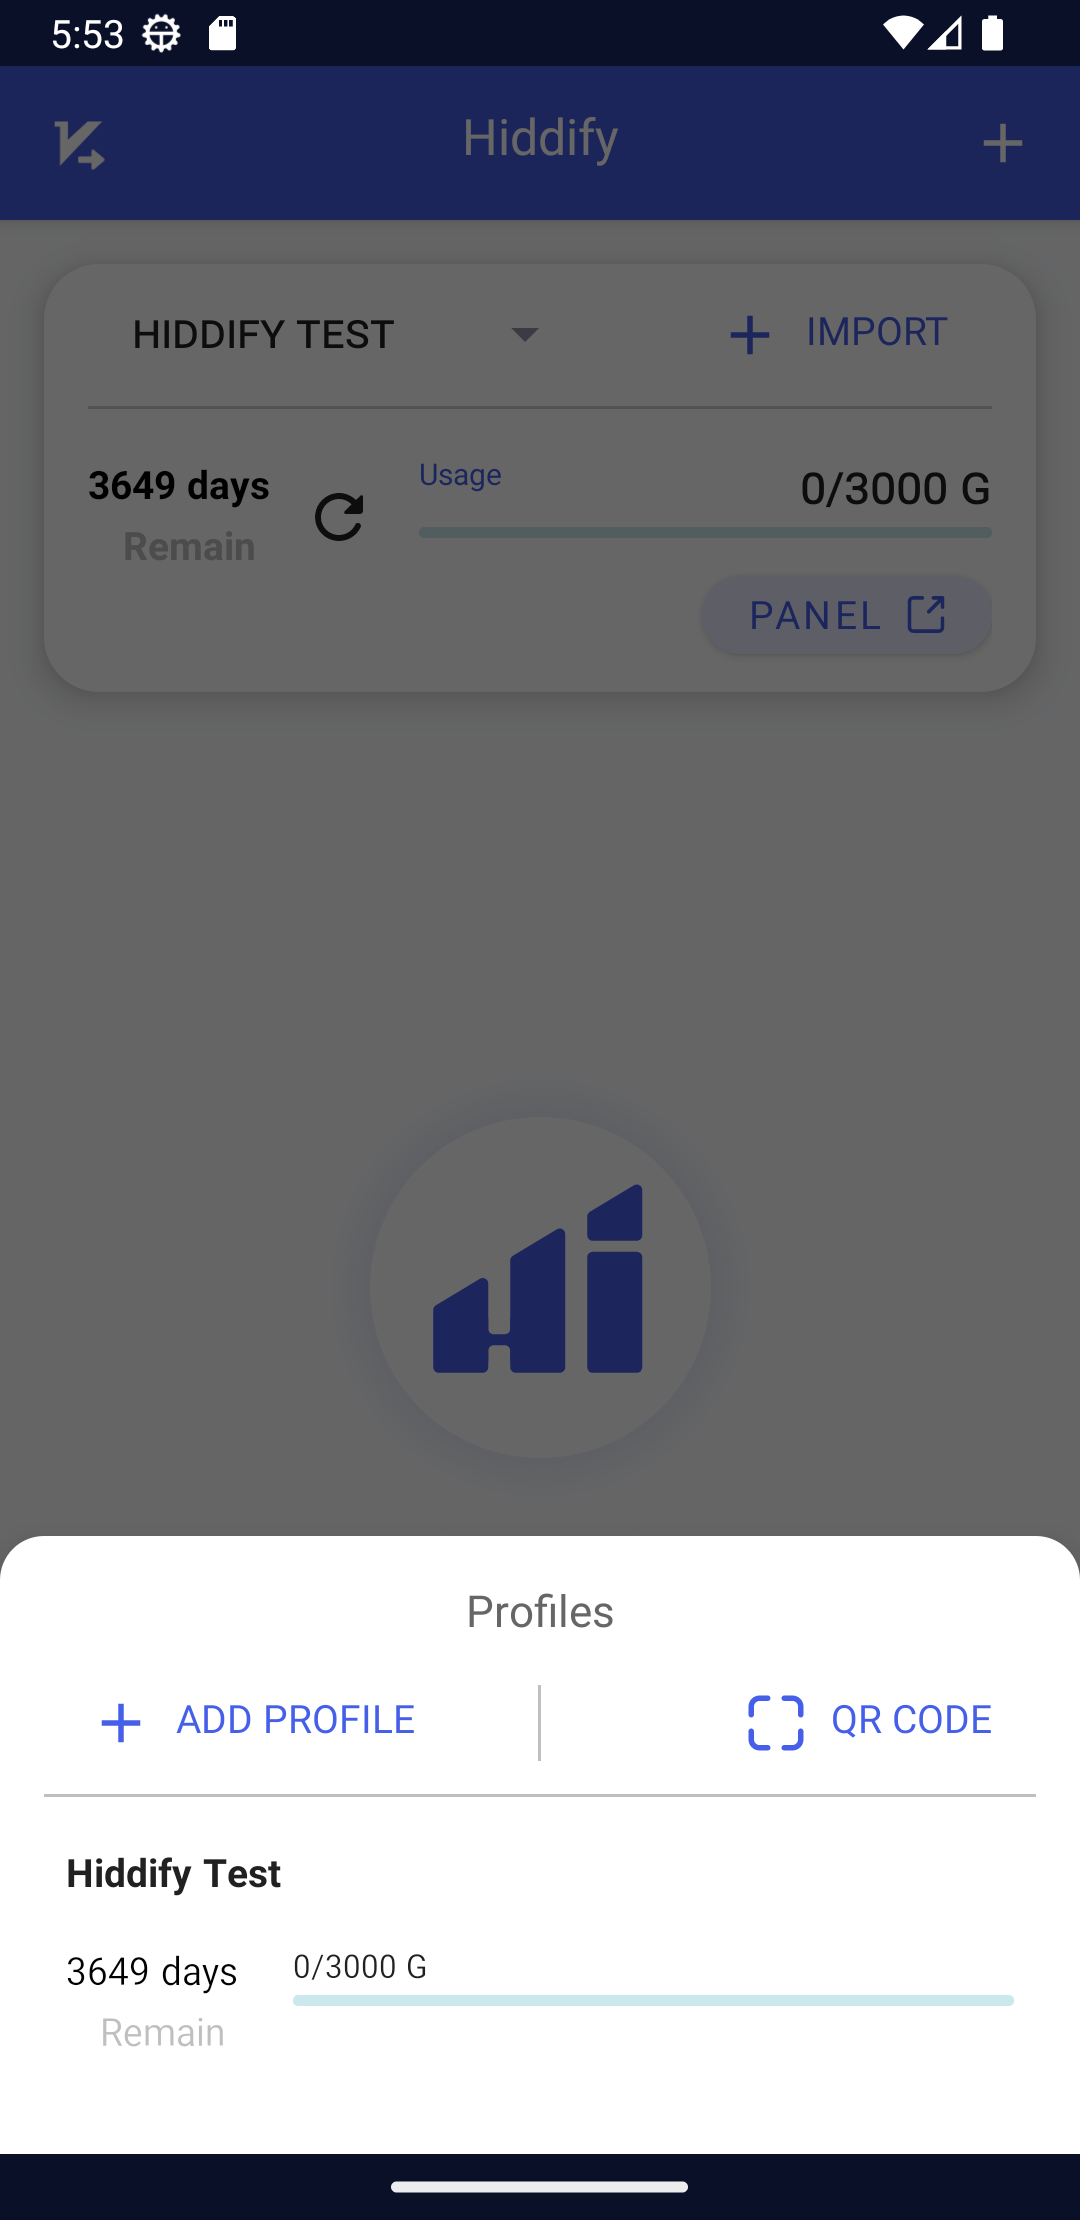 5:53
Hiddify
HIDDIFY TEST
IMPORT
3649 days
Remain
Usage
0/3000 G
PANEL
Profiles
ADD PROFILE
QR CODE
Hiddify Test
3649 days
Remain
0/3000 G